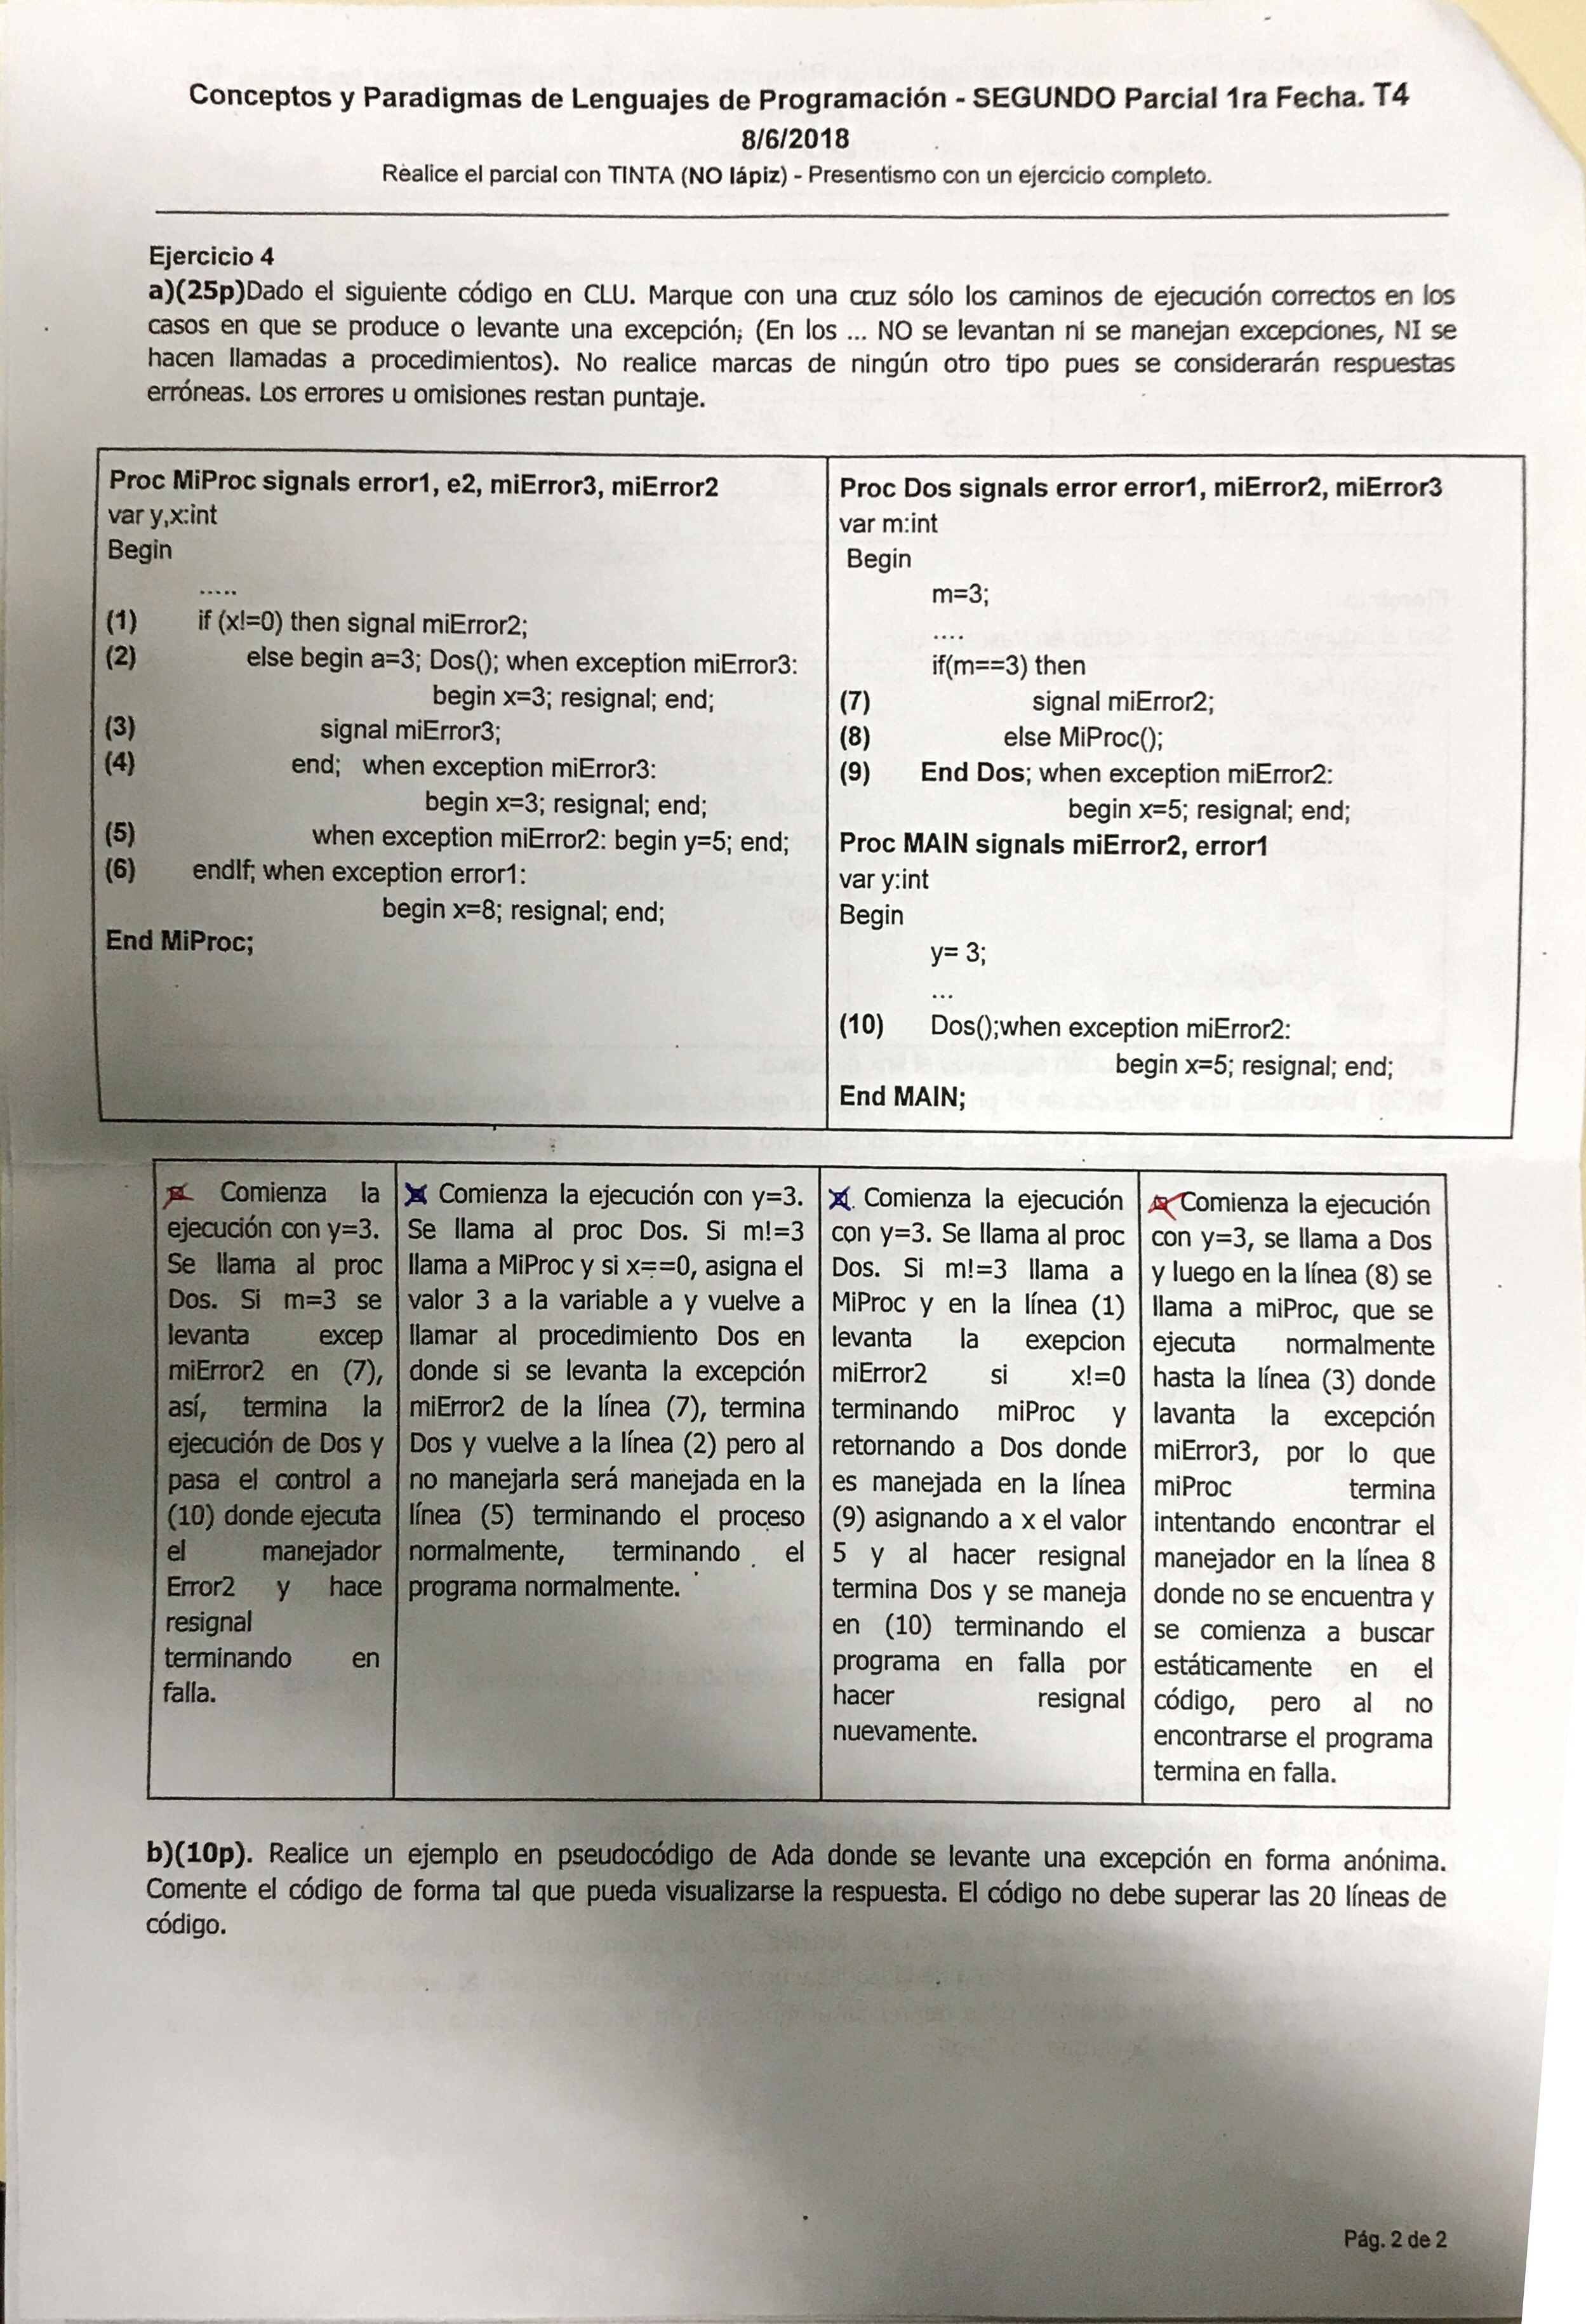 Conceptos y Paradigmas de Lenguajes de Programación - SEGUNDO Parcial 1ra Fecha. T4
8/6/2018
Realice el parcial con TINTA (NO lápiz) - Presentismo con un ejercicio completo.
Ejercicio 4
a)(25p)Dado el siguiente código en CLU. Marque con una cruz sólo los caminos de ejecución correctos en los
casos en que se produce o levante una excepción; (En los ... NO se levantan ni se manejan excepciones, NI se
hacen llamadas a procedimientos). No realice marcas de ningún otro tipo pues se considerarán respuestas
erróneas. Los errores u omisiones restan puntaje.
Proc MiProc signals error1, e2, miError3, miError2
var y,x:int
Begin
.....
(1) if (x!=0) then signal miError2;
(2) else begin a=3; Dos(); when exception miError3:
begin x=3; resignal; end;
(3) signal miError3;
(4) end; when exception miError3:
begin x=3; resignal; end;
(5) when exception miError2: begin y=5; end;
(6) endIf; when exception error1:
begin x=8; resignal; end;
End MiProc;
Proc Dos signals error error1, miError2, miError3
var m:int
Begin
m=3;
....
if(m==3) then
(7) signal miError2;
(8) else MiProc();
(9) End Dos; when exception miError2:
begin x=5; resignal; end;
Proc MAIN signals miError2, error1
var y:int
Begin
y= 3;
...
(10) Dos();when exception miError2:
begin x=5; resignal; end;
End MAIN;
Comienza la
ejecución con y=3.
Se llama al proc
Dos. Si m=3 se
levanta excep
miError2 en (7),
así, termina la
ejecución de Dos y
pasa el control a
(10) donde ejecuta
el manejador
Error2 y hace
resignal
terminando en
falla.
Comienza la ejecución con y=3.
Se llama al proc Dos. Si m!=3
llama a MiProc y si x==0, asigna el
valor 3 a la variable a y vuelve a
llamar al procedimiento Dos en
donde si se levanta la excepción
miError2 de la línea (7), termina
Dos y vuelve a la línea (2) pero al
no manejarla será manejada en la
línea (5) terminando el proceso
normalmente, terminando el
programa normalmente.
Comienza la ejecución
con y=3. Se llama al proc
Dos. Si m!=3 llama a
MiProc y en la línea (1)
levanta la exepcion
miError2 si x!=0
terminando miProc y
retornando a Dos donde
es manejada en la línea
(9) asignando a x el valor
5 y al hacer resignal
termina Dos y se maneja
en (10) terminando el
programa en falla por
hacer resignal
nuevamente.
Comienza la ejecución
con y=3, se llama a Dos
y luego en la línea (8) se
llama a miProc, que se
ejecuta normalmente
hasta la línea (3) donde
lavanta la excepción
miError3, por lo que
miProc termina
intentando encontrar el
manejador en la línea 8
donde no se encuentra y
se comienza a buscar
estáticamente en el
código, pero al no
encontrarse el programa
termina en falla.
b)(10p). Realice un ejemplo en pseudocódigo de Ada donde se levante una excepción en forma anónima.
Comente el código de forma tal que pueda visualizarse la respuesta. El código no debe superar las 20 líneas de
código.
Pág. 2 de 2